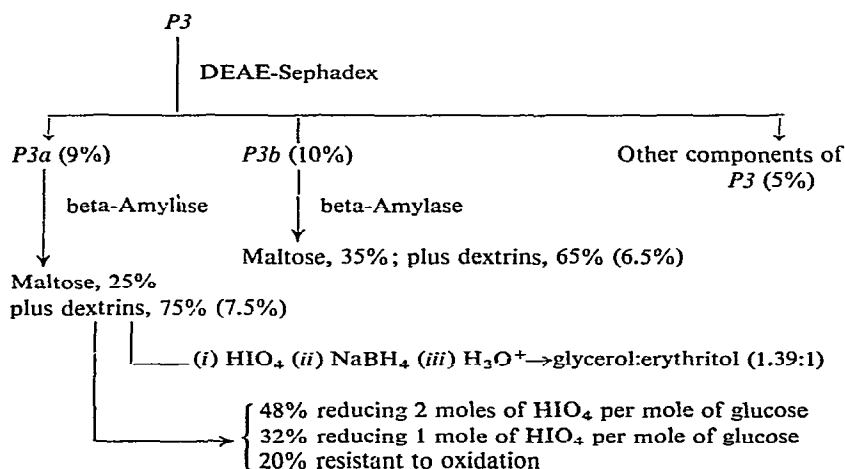 P3
DEAE-Sephadex
P3a (9%) P3b (10%) Other components of
P3 (5%)
beta-Amylase beta-Amylase
Maltose, 35%; plus dextrins, 65% (6.5%)
Maltose, 25%
plus dextrins, 75% (7.5%)
(i) HIO₄ (ii) NaBH₄ (iii) H₃O⁺→glycerol:erythritol (1.39:1)
48% reducing 2 moles of HIO₄ per mole of glucose
32% reducing 1 mole of HIO₄ per mole of glucose
20% resistant to oxidation